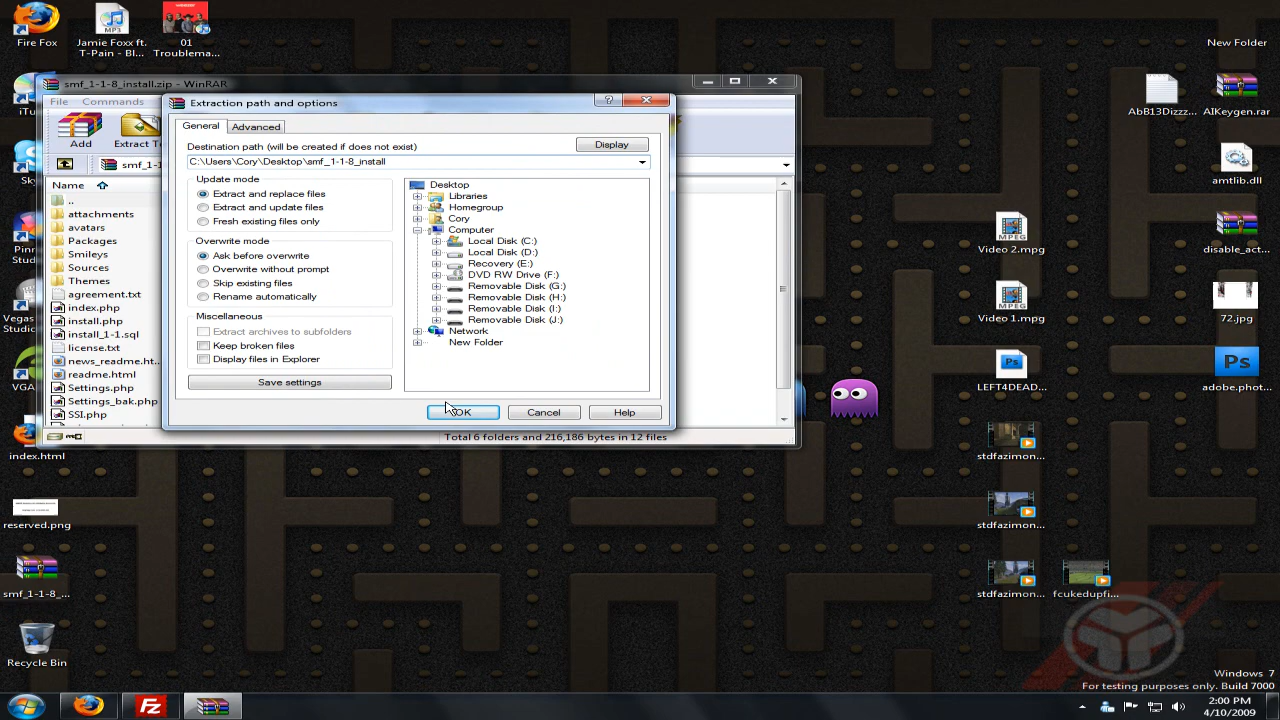 Fire Fox
Jamie Foxx ft.
T-Pain - Bl...
01
Troublema...
New Folder
smf_1-1-8_install.zip - WinRAR
File
Commands
Add
Extract To
smf_1-1
Name
..
attachments
avatars
Packages
Smileys
Sources
Themes
agreement.txt
index.php
install.php
install_1-1.sql
license.txt
news_readme.ht...
readme.html
Settings.php
Settings_bak.php
SSI.php
Total 6 folders and 216,186 bytes in 12 files
Extraction path and options
General
Advanced
Destination path (will be created if does not exist)
Display
C:\Users\Cory\Desktop\smf_1-1-8_install
Update mode
Extract and replace files
Extract and update files
Fresh existing files only
Overwrite mode
Ask before overwrite
Overwrite without prompt
Skip existing files
Rename automatically
Miscellaneous
Extract archives to subfolders
Keep broken files
Display files in Explorer
Save settings
Desktop
Libraries
Homegroup
Cory
Computer
Local Disk (C:)
Local Disk (D:)
Recovery (E:)
DVD RW Drive (F:)
Removable Disk (G:)
Removable Disk (H:)
Removable Disk (I:)
Removable Disk (J:)
Network
New Folder
OK
Cancel
Help
AbB13Dizzz...
AIKeygen.rar
amtlib.dll
Video 2.mpg
disable_act...
Video 1.mpg
72.jpg
LEFT4DEAD...
adobe.phot...
stdfazimon...
stdfazimon...
stdfazimon...
fcukedupfi...
iTu
Sky
Pinn
Studi
Vegas
Studio
VGA
index.html
reserved.png
smf_1-1-8_...
Recycle Bin
Windows 7
For testing purposes only. Build 7000
2:00 PM
4/10/2009